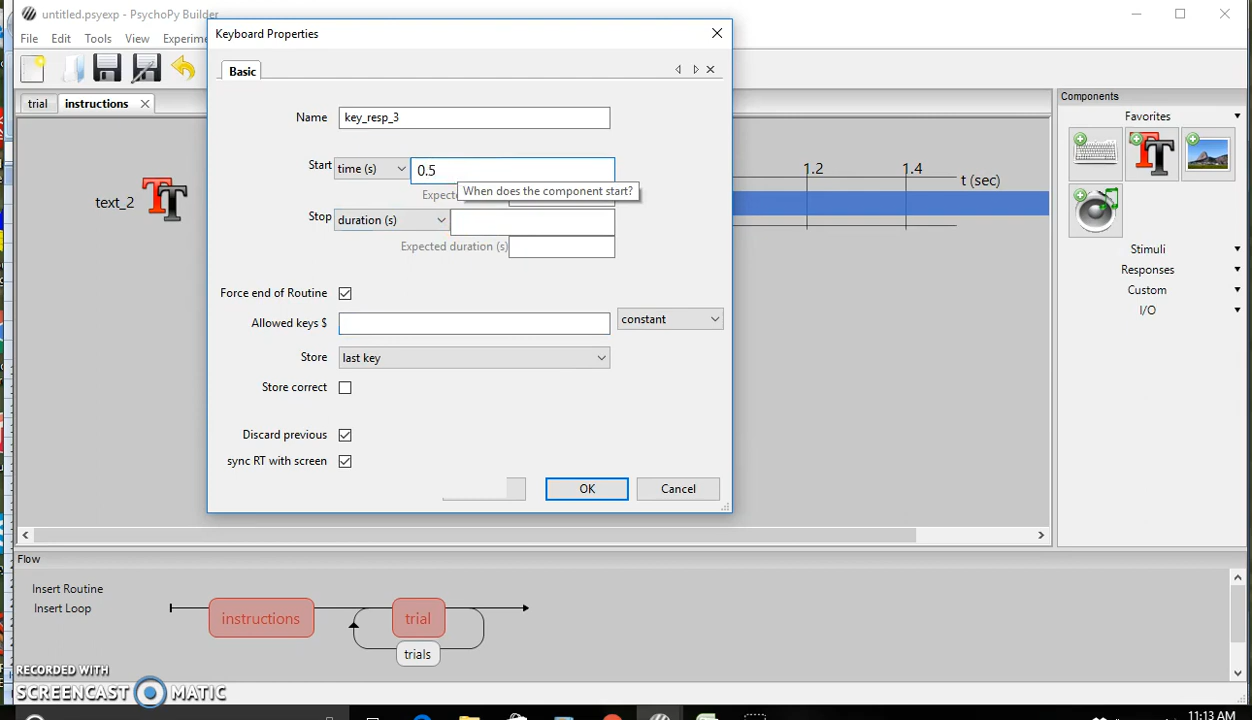 untitled.psyexp - PsychoPy Builder
File Edit Tools View Experime
trial instructions
text_2
1.2 1.4 t (sec)
Keyboard Properties
Basic
Name key_resp_3
Start time (s) 0.5
When does the component start?
Stop duration (s)
Expected duration (s)
Force end of Routine
Allowed keys $ constant
Store last key
Store correct
Discard previous
sync RT with screen
OK Cancel
Components
Favorites
Stimuli
Responses
Custom
I/O
Flow
Insert Routine
Insert Loop
instructions trial
trials
RECORDED WITH
SCREENCAST MATIC
11:13 AM